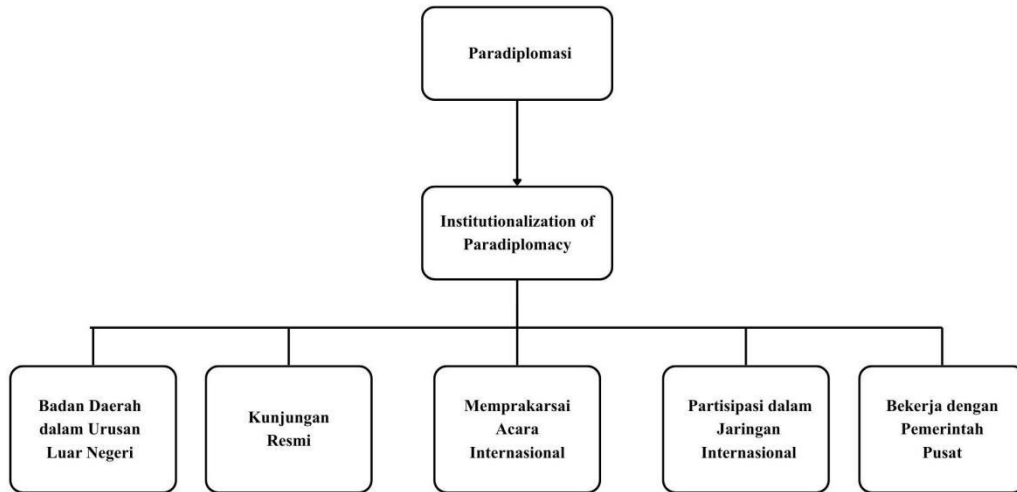 Paradiplomasi
Institutionalization of
Paradiplomacy
Badan Daerah
dalam Urusan
Luar Negeri
Kunjungan
Resmi
Memprakarsai
Acara
Internasional
Partisipasi dalam
Jaringan
Internasional
Bekerja dengan
Pemerintah
Pusat